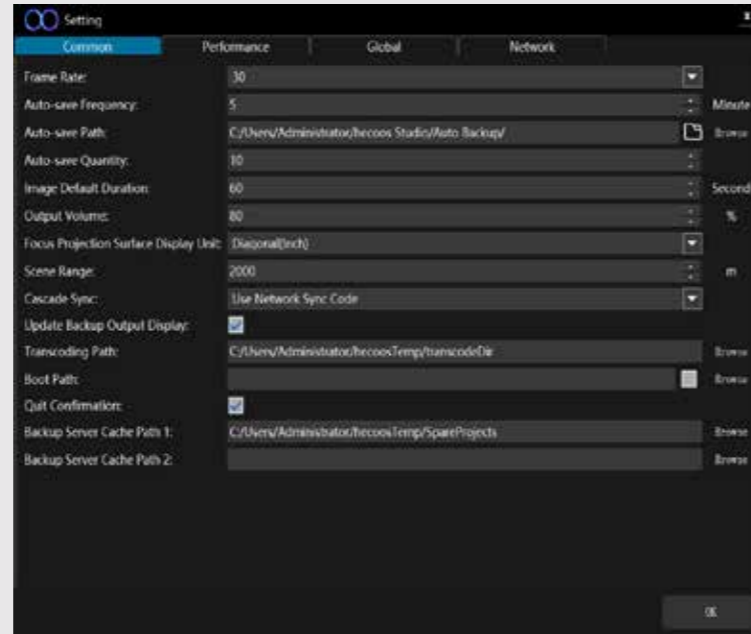 Setting
Common Performance Global Network
Frame Rate: 30
Auto-save Frequency: 5 Minute
Auto-save Path: C:/Users/Administrator/hecoos Studio/Auto Backup/ Browse
Auto-save Quantity: 10
Image Default Duration: 60 Second
Output Volume: 80 %
Focus Projection Surface Display Unit: Diagonal(Inch)
Scene Range: 2000 m
Cascade Sync: Use Network Sync Code
Update Backup Output Display:
Transcoding Path: C:/Users/Administrator/hecoosTemp/transcodeDir Browse
Boot Path: Browse
Quit Confirmation:
Backup Server Cache Path 1: C:/Users/Administrator/hecoosTemp/SpareProjects Browse
Backup Server Cache Path 2: Browse
OK